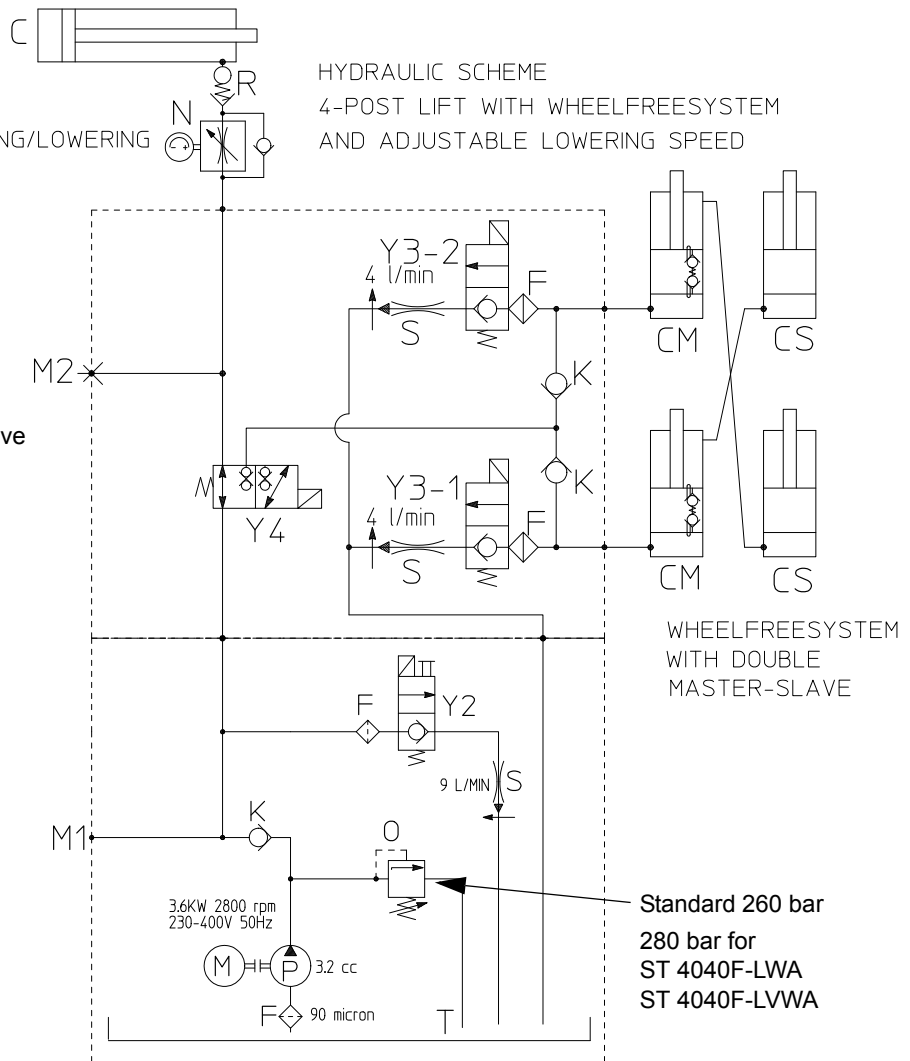 C
R
HYDRAULIC SCHEME
4-POST LIFT WITH WHEELFREESYSTEM
AND ADJUSTABLE LOWERING SPEED
N
NG/LOWERING
Y3-2
4
l/min
S
F
CM
CS
M2
K
ve
Y4
Y3-1
4
l/min
S
F
K
CM
CS
WHEELFREESYSTEM
WITH DOUBLE
MASTER-SLAVE
F
Y2
9 L/MIN
S
M1
K
O
3.6KW 2800 rpm
230-400V 50Hz
M
P
3.2 cc
F
90 micron
T
Standard 260 bar
280 bar for
ST 4040F-LWA
ST 4040F-LVWA